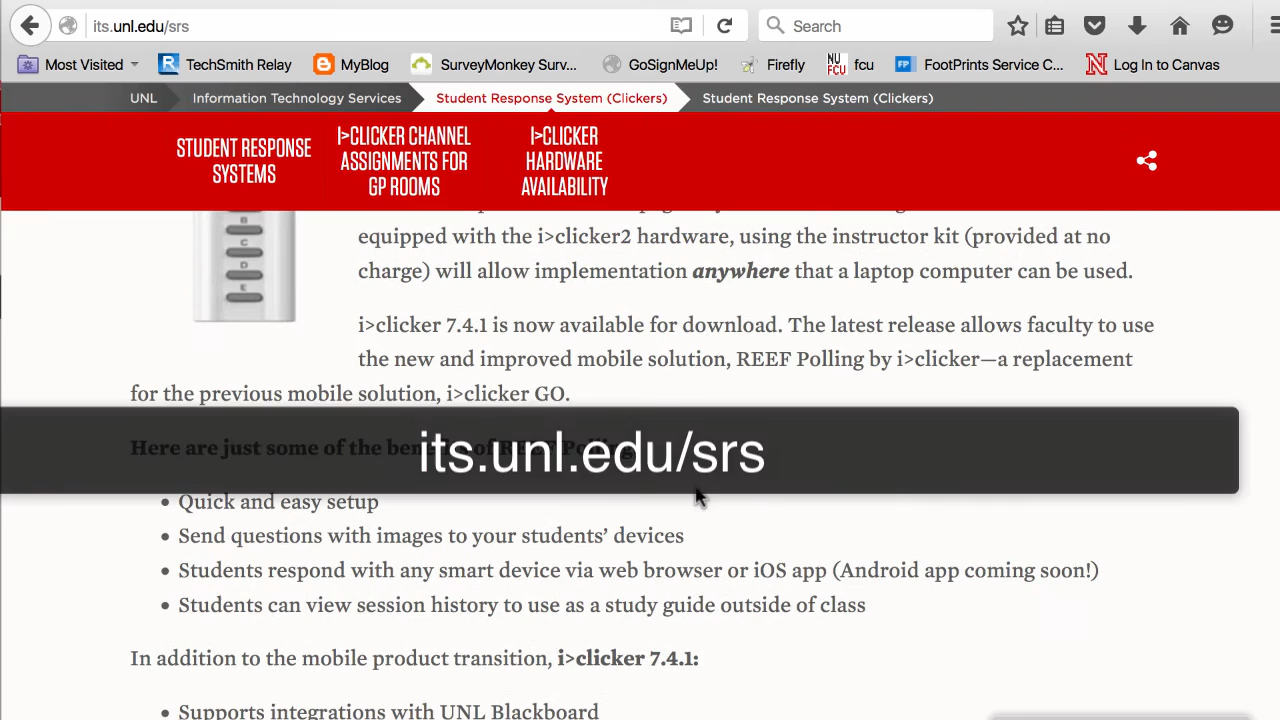 its.unl.edu/srs
Search
Most Visited
TechSmith Relay
MyBlog
SurveyMonkey Surv...
GoSignMeUp!
Firefly
NU FCU
fcu
FP
FootPrints Service C...
N
Log In to Canvas
UNL
Information Technology Services
Student Response System (Clickers)
Student Response System (Clickers)
STUDENT RESPONSE
SYSTEMS
I>CLICKER CHANNEL
ASSIGNMENTS FOR
GP ROOMS
I>CLICKER
HARDWARE
AVAILABILITY
B
C
D
E
equipped with the i>clicker2 hardware, using the instructor kit (provided at no
charge) will allow implementation anywhere that a laptop computer can be used.
i>clicker 7.4.1 is now available for download. The latest release allows faculty to use
the new and improved mobile solution, REEF Polling by i>clicker—a replacement
for the previous mobile solution, i>clicker GO.
Here are just some of the benefits of REEF Polling:
its.unl.edu/srs
• Quick and easy setup
• Send questions with images to your students’ devices
• Students respond with any smart device via web browser or iOS app (Android app coming soon!)
• Students can view session history to use as a study guide outside of class
In addition to the mobile product transition, i>clicker 7.4.1:
• Supports integrations with UNL Blackboard